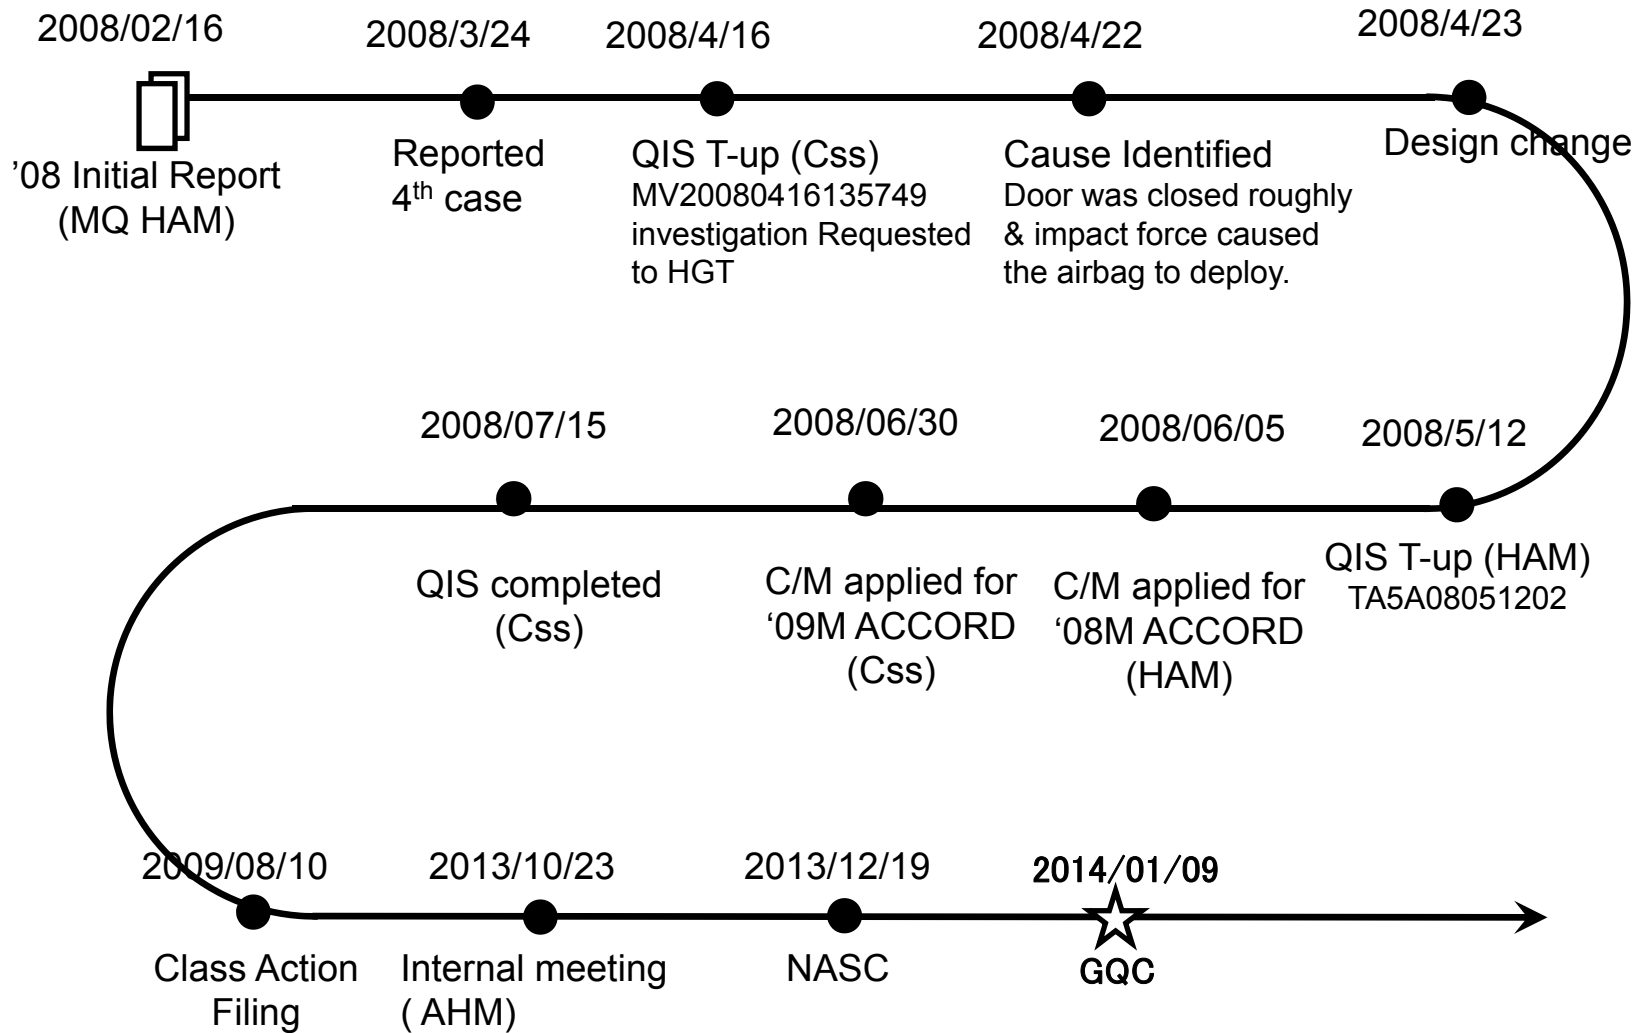 2008/02/16
'08 Initial Report
(MQ HAM)
2008/3/24
Reported
4th case
2008/4/16
QIS T-up (Css)
MV20080416135749
investigation Requested
to HGT
2008/4/22
Cause Identified
Door was closed roughly
& impact force caused
the airbag to deploy.
2008/4/23
Design change
2008/5/12
QIS T-up (HAM)
TA5A08051202
2008/06/05
C/M applied for
‘08M ACCORD
(HAM)
2008/06/30
C/M applied for
‘09M ACCORD
(Css)
2008/07/15
QIS completed
(Css)
2009/08/10
Class Action
Filing
2013/10/23
Internal meeting
( AHM)
2013/12/19
NASC
2014/01/09
GQC